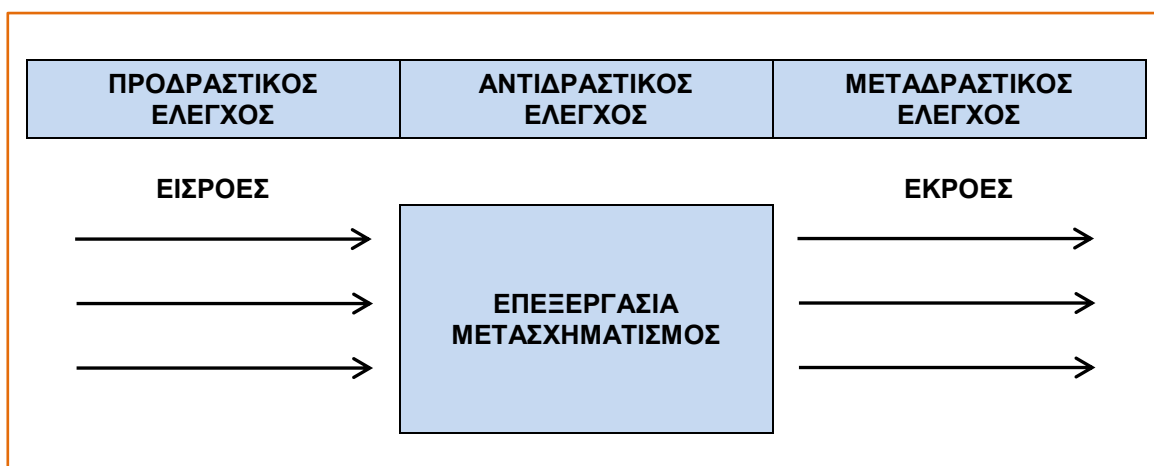 ΠΡΟΔΡΑΣΤΙΚΟΣ
ΕΛΕΓΧΟΣ
ΑΝΤΙΔΡΑΣΤΙΚΟΣ
ΕΛΕΓΧΟΣ
ΜΕΤΑΔΡΑΣΤΙΚΟΣ
ΕΛΕΓΧΟΣ
ΕΙΣΡΟΕΣ
ΕΚΡΟΕΣ
ΕΠΕΞΕΡΓΑΣΙΑ
ΜΕΤΑΣΧΗΜΑΤΙΣΜΟΣ